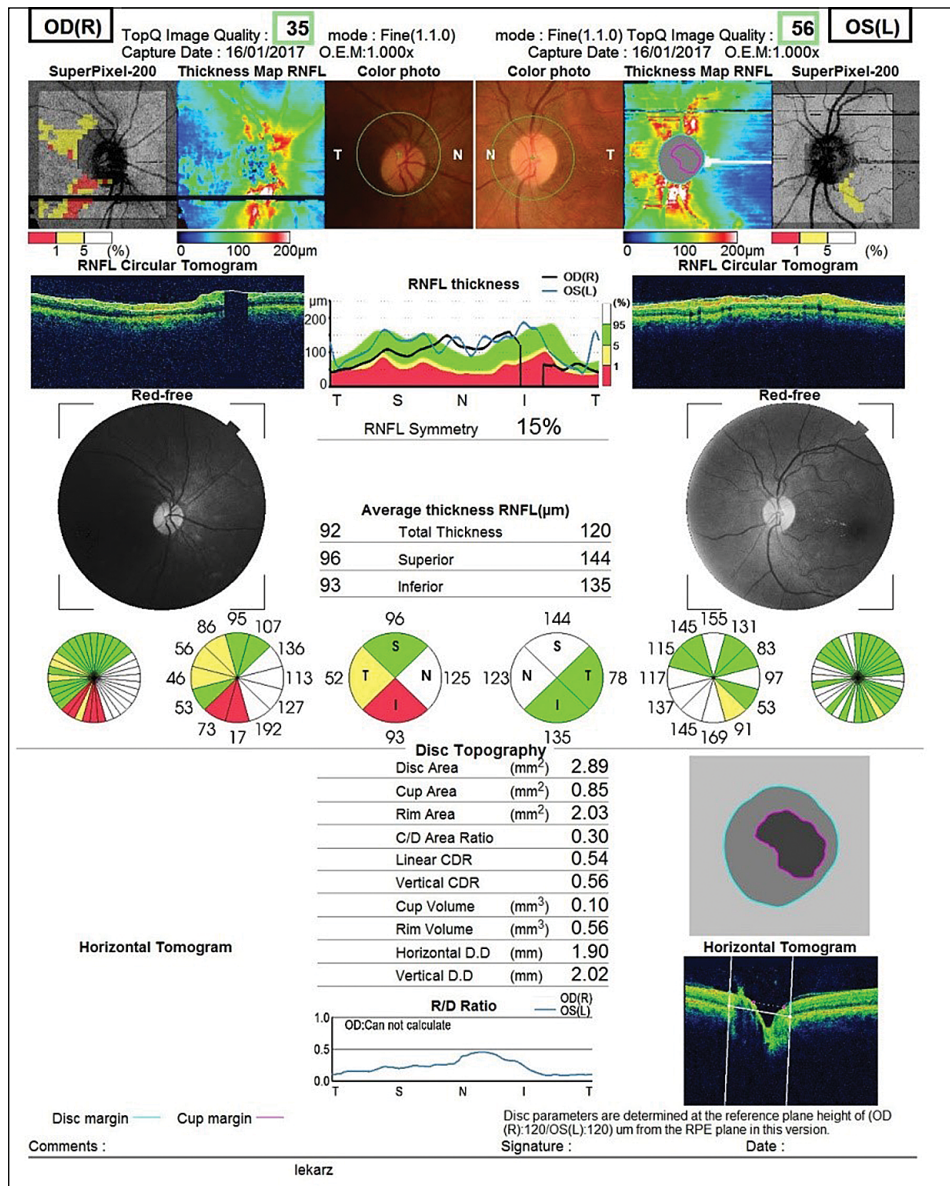 OD(R) TopQ Image Quality : 35 mode : Fine(1.1.0) mode : Fine(1.1.0) TopQ Image Quality : 56 OS(L)
Capture Date : 16/01/2017 O.E.M:1.000x Capture Date : 16/01/2017 O.E.M:1.000x
SuperPixel-200 Thickness Map RNFL Color photo Color photo Thickness Map RNFL SuperPixel-200
T N N T
1 5 (%) 0 100 200µm 0 100 200µm 1 5 (%)
RNFL Circular Tomogram RNFL thickness OD(R) RNFL Circular Tomogram
OS(L)
µm (%)
200 95
100 5
0 1
T S N I T
Red-free Red-free
RNFL Symmetry 15%
Average thickness RNFL(µm)
92 Total Thickness 120
96 Superior 144
93 Inferior 135
86 95 107 96 144 145 155 131
56 136 S S 115 83
46 113 52 T N 125 123 N T 78 117 97
53 127 I I 137 53
73 17 192 93 135 145 169 91
Disc Topography
Disc Area (mm²) 2.89
Cup Area (mm²) 0.85
Rim Area (mm²) 2.03
C/D Area Ratio 0.30
Linear CDR 0.54
Vertical CDR 0.56
Cup Volume (mm³) 0.10
Rim Volume (mm³) 0.56
Horizontal Tomogram Horizontal D.D (mm) 1.90 Horizontal Tomogram
Vertical D.D (mm) 2.02
R/D Ratio OD(R)
OS(L)
1.0 OD:Can not calculate
0.5
0.0
T S N I T
Disc margin Cup margin Disc parameters are determined at the reference plane height of (OD
(R):120/OS(L):120) um from the RPE plane in this version.
Comments : Signature : Date :
lekarz